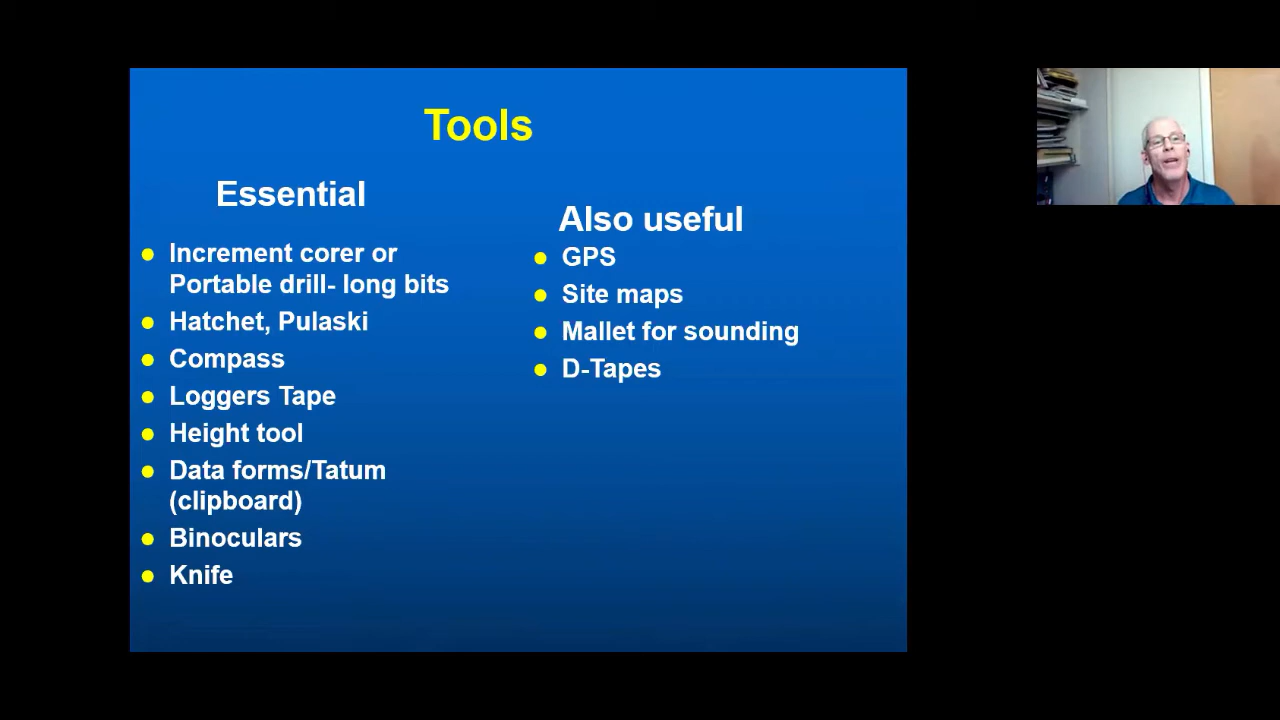 Tools
Essential
Increment corer or
Portable drill- long bits
Hatchet, Pulaski
Compass
Loggers Tape
Height tool
Data forms/Tatum
(clipboard)
Binoculars
Knife
Also useful
GPS
Site maps
Mallet for sounding
D-Tapes